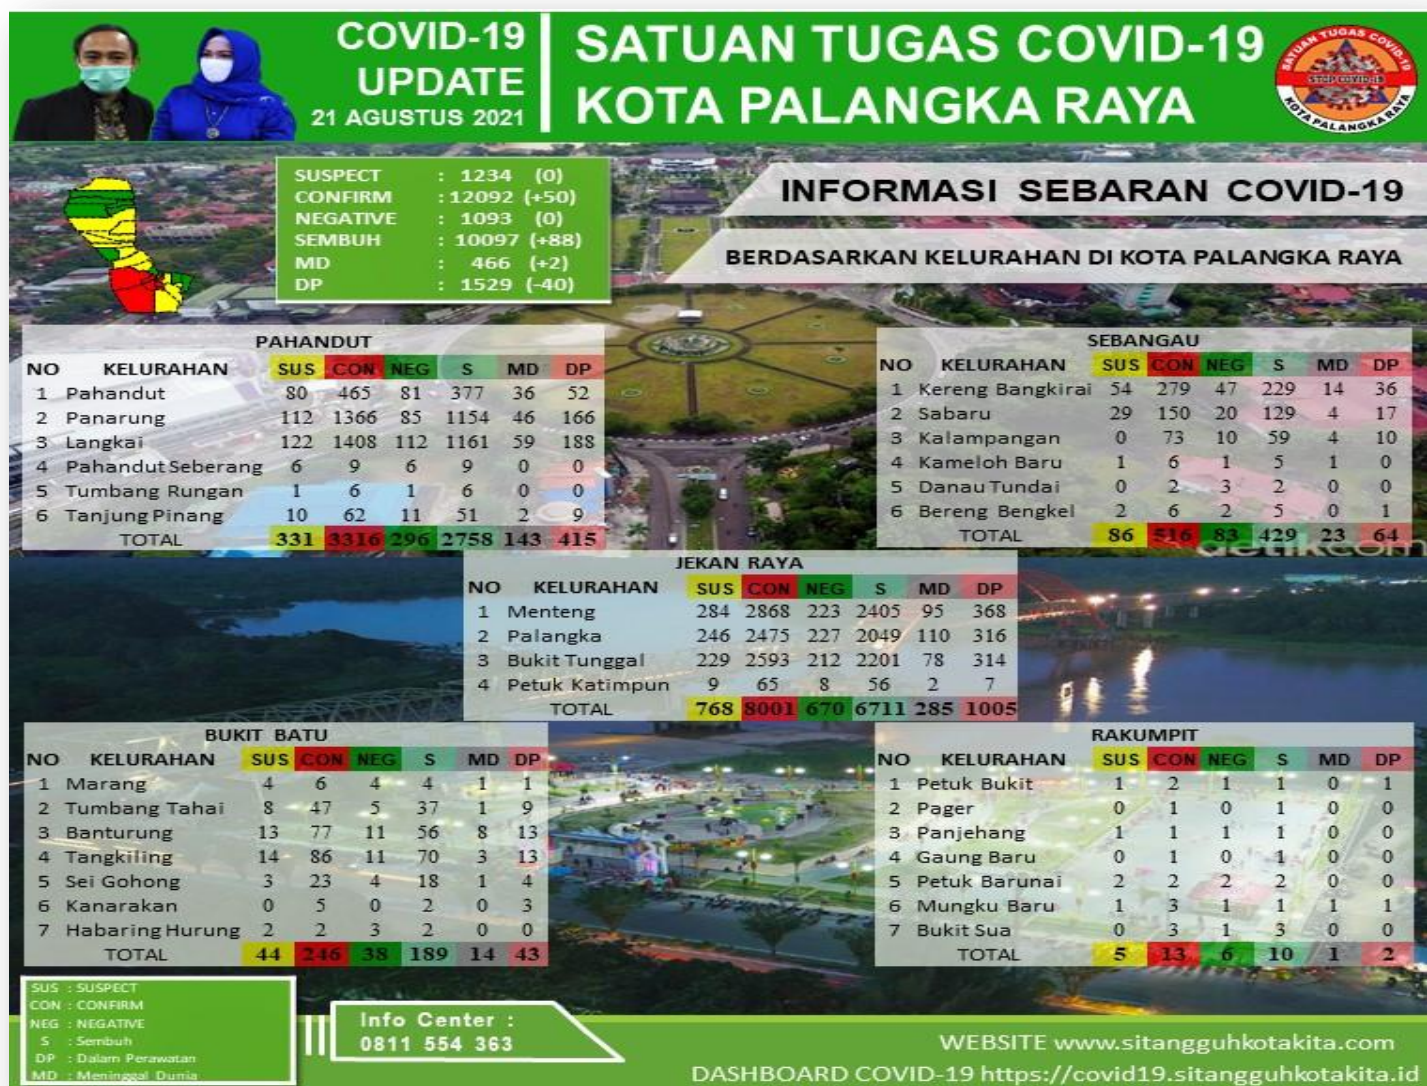 COVID-19
UPDATE
21 AGUSTUS 2021
SATUAN TUGAS COVID-19
KOTA PALANGKA RAYA
SATUAN TUGAS COVID-19
STOP COVID-19
KOTA PALANGKA RAYA
SUSPECT : 1234 (0)
CONFIRM : 12092 (+50)
NEGATIVE : 1093 (0)
SEMBUH : 10097 (+88)
MD : 466 (+2)
DP : 1529 (-40)
INFORMASI SEBARAN COVID-19
BERDASARKAN KELURAHAN DI KOTA PALANGKA RAYA
PAHANDUT
NO KELURAHAN SUS CON NEG S MD DP
1 Pahandut 80 465 81 377 36 52
2 Panarung 112 1366 85 1154 46 166
3 Langkai 122 1408 112 1161 59 188
4 Pahandut Seberang 6 9 6 9 0 0
5 Tumbang Rungan 1 6 1 6 0 0
6 Tanjung Pinang 10 62 11 51 2 9
TOTAL 331 3316 296 2758 143 415
SEBANGAU
NO KELURAHAN SUS CON NEG S MD DP
1 Kereng Bangkirai 54 279 47 229 14 36
2 Sabaru 29 150 20 129 4 17
3 Kalampangan 0 73 10 59 4 10
4 Kameloh Baru 1 6 1 5 1 0
5 Danau Tundai 0 2 3 2 0 0
6 Bereng Bengkel 2 6 2 5 0 1
TOTAL 86 516 83 429 23 64
detikcom
JEKAN RAYA
NO KELURAHAN SUS CON NEG S MD DP
1 Menteng 284 2868 223 2405 95 368
2 Palangka 246 2475 227 2049 110 316
3 Bukit Tunggal 229 2593 212 2201 78 314
4 Petuk Katimpun 9 65 8 56 2 7
TOTAL 768 8001 670 6711 285 1005
BUKIT BATU
NO KELURAHAN SUS CON NEG S MD DP
1 Marang 4 6 4 4 1 1
2 Tumbang Tahai 8 47 5 37 1 9
3 Banturung 13 77 11 56 8 13
4 Tangkiling 14 86 11 70 3 13
5 Sei Gohong 3 23 4 18 1 4
6 Kanarakan 0 5 0 2 0 3
7 Habaring Hurung 2 2 3 2 0 0
TOTAL 44 246 38 189 14 43
RAKUMPIT
NO KELURAHAN SUS CON NEG S MD DP
1 Petuk Bukit 1 2 1 1 0 1
2 Pager 0 1 0 1 0 0
3 Panjehang 1 1 1 1 0 0
4 Gaung Baru 0 1 0 1 0 0
5 Petuk Barunai 2 2 2 2 0 0
6 Mungku Baru 1 3 1 1 1 1
7 Bukit Sua 0 3 1 3 0 0
TOTAL 5 13 6 10 1 2
SUS : SUSPECT
CON : CONFIRM
NEG : NEGATIVE
S : Sembuh
DP : Dalam Perawatan
MD : Meninggal Dunia
Info Center :
0811 554 363
WEBSITE www.sitangguhkotakita.com
DASHBOARD COVID-19 https://covid19.sitangguhkotakita.id